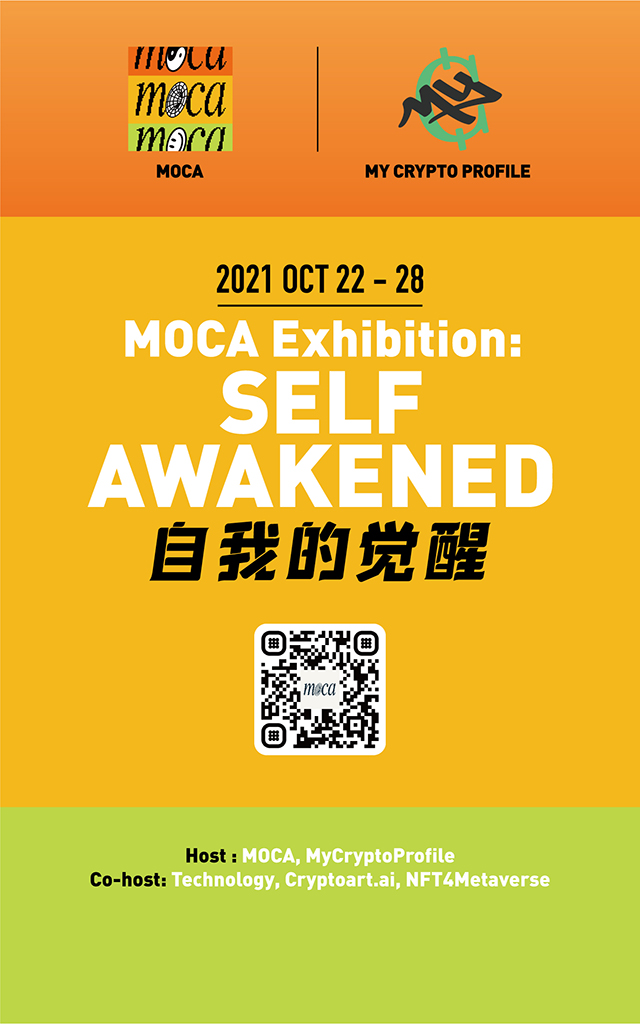 moca
moca
moca
MY
MOCA
MY CRYPTO PROFILE
2021 OCT 22 - 28
MOCA Exhibition:
SELF
AWAKENED
自我的觉醒
moca
Host : MOCA, MyCryptoProfile
Co-host: Technology, Cryptoart.ai, NFT4Metaverse